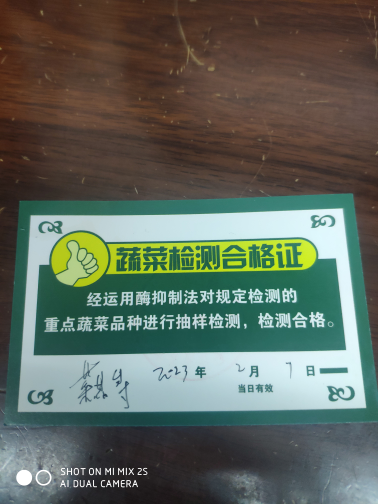 蔬菜检测合格证
经运用酶抑制法对规定检测的
重点蔬菜品种进行抽样检测，检测合格。
2023年 2月 7日
当日有效
SHOT ON MI MIX 2S
AI DUAL CAMERA